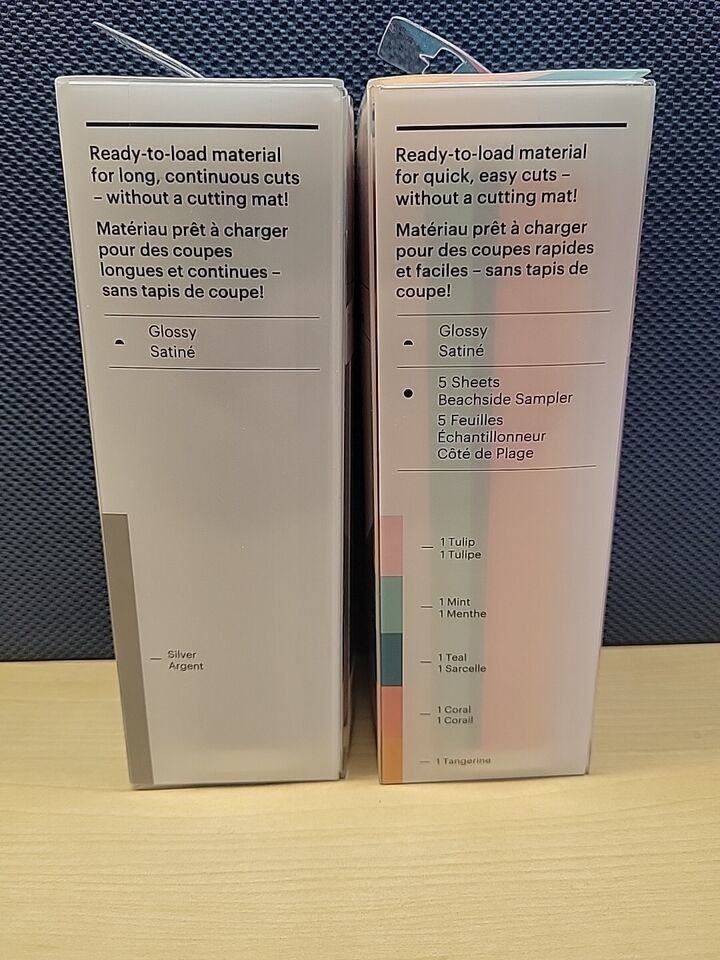 Ready-to-load material
for long, continuous cuts
– without a cutting mat!
Matériau prêt à charger
pour des coupes
longues et continues –
sans tapis de coupe!
Glossy
Satiné
Silver
Argent
Ready-to-load material
for quick, easy cuts –
without a cutting mat!
Matériau prêt à charger
pour des coupes rapides
et faciles – sans tapis de
coupe!
Glossy
Satiné
5 Sheets
Beachside Sampler
5 Feuilles
Échantillonneur
Côté de Plage
1 Tulip
1 Tulipe
1 Mint
1 Menthe
1 Teal
1 Sarcelle
1 Coral
1 Corail
1 Tangerine